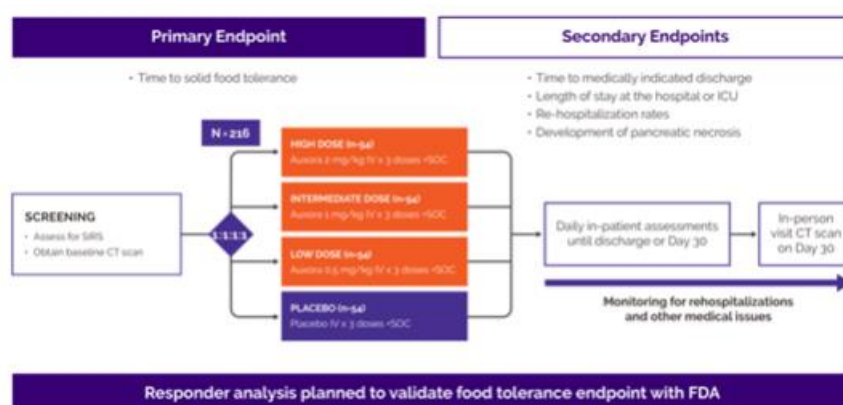 Primary Endpoint
• Time to solid food tolerance
Secondary Endpoints
• Time to medically indicated discharge
• Length of stay at the hospital or ICU
• Re-hospitalization rates
• Development of pancreatic necrosis
N = 216
SCREENING
• Assess for SIRS
• Obtain baseline CT scan
1:1:1:1
HIGH DOSE (n=54)
Auxora 2 mg/kg IV x 3 doses +SOC
INTERMEDIATE DOSE (n=54)
Auxora 1 mg/kg IV x 3 doses +SOC
LOW DOSE (n=54)
Auxora 0.5 mg/kg IV x 3 doses +SOC
PLACEBO (n=54)
Placebo IV x 3 doses +SOC
Daily in-patient assessments
until discharge or Day 30
In-person
visit CT scan
on Day 30
Monitoring for rehospitalizations
and other medical issues
Responder analysis planned to validate food tolerance endpoint with FDA